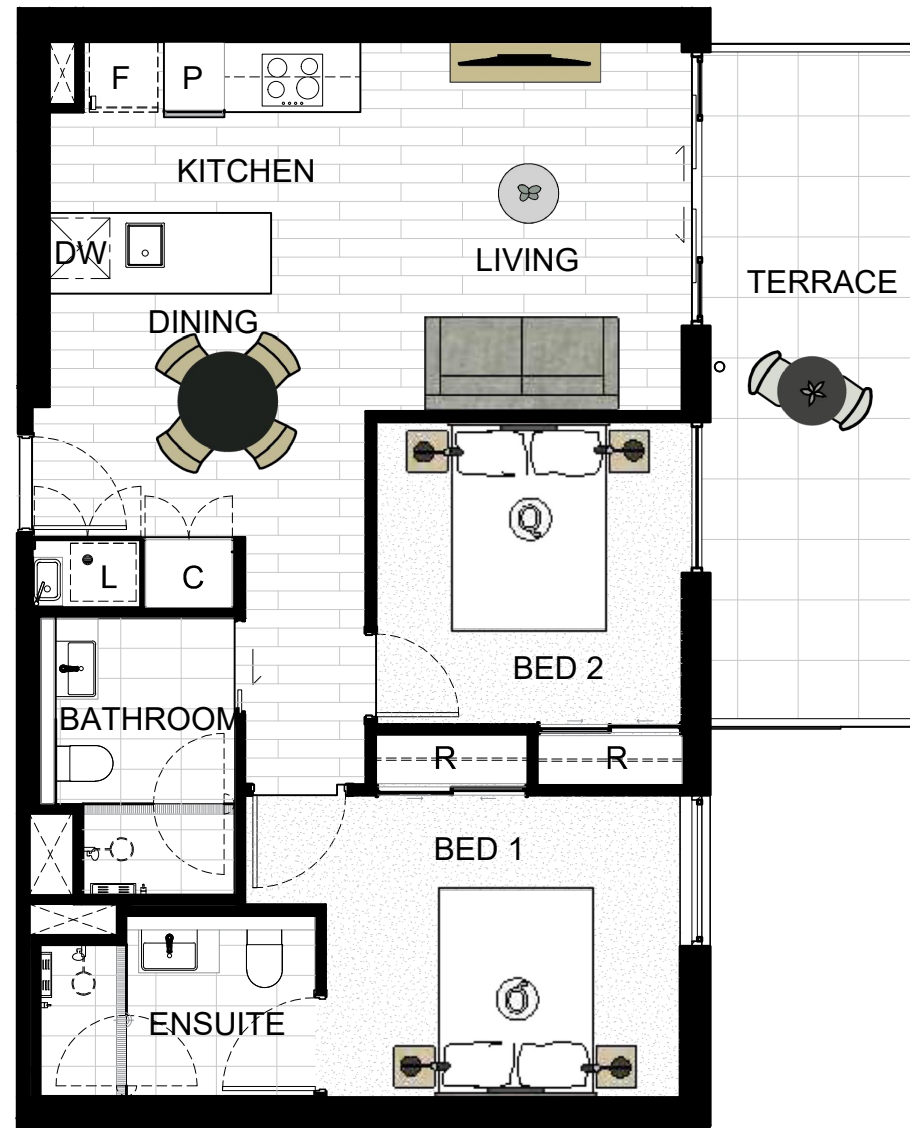 F
P
KITCHEN
DW
LIVING
TERRACE
DINING
Q
L
C
BED 2
BATHROOM
R
R
BED 1
Q
ENSUITE